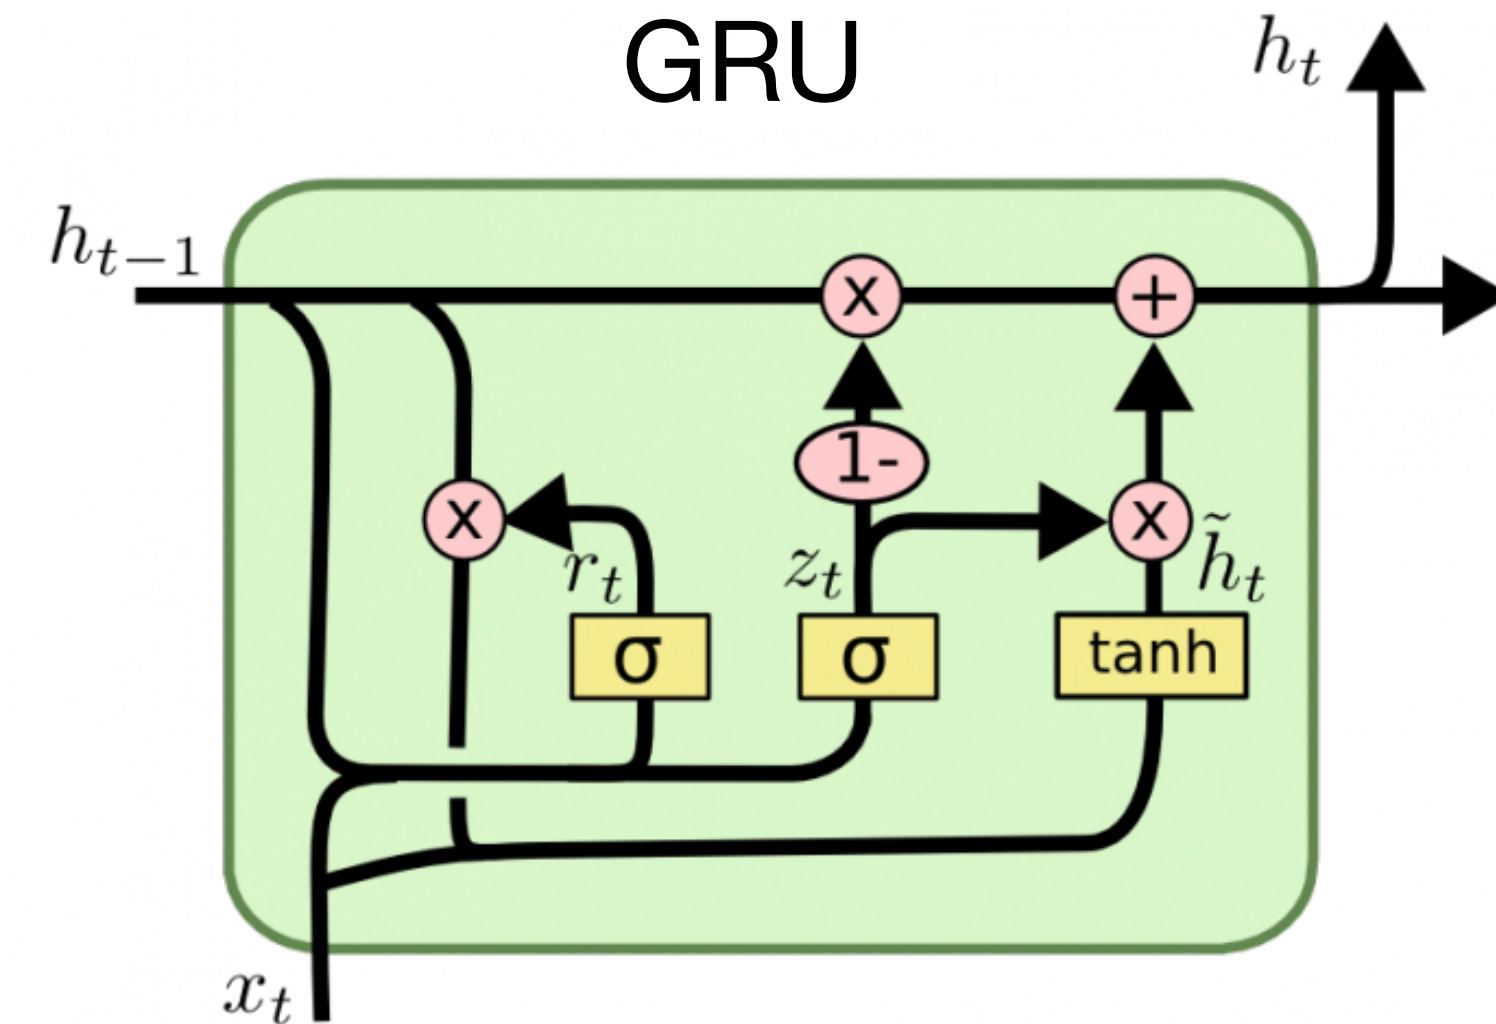 GRU
h_t
h_{t-1}
x
+
1-
x
x
r_t
z_t
h̃_t
σ
σ
tanh
x_t